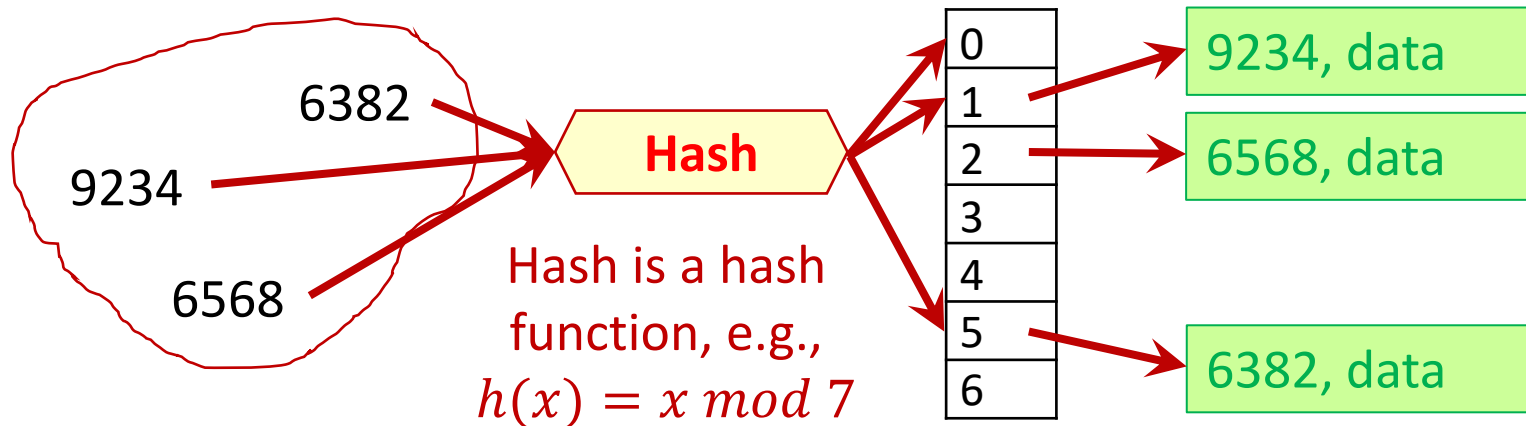 6382
9234
6568
Hash
Hash is a hash
function, e.g.,
h(x) = x mod 7
0
1
2
3
4
5
6
9234, data
6568, data
6382, data